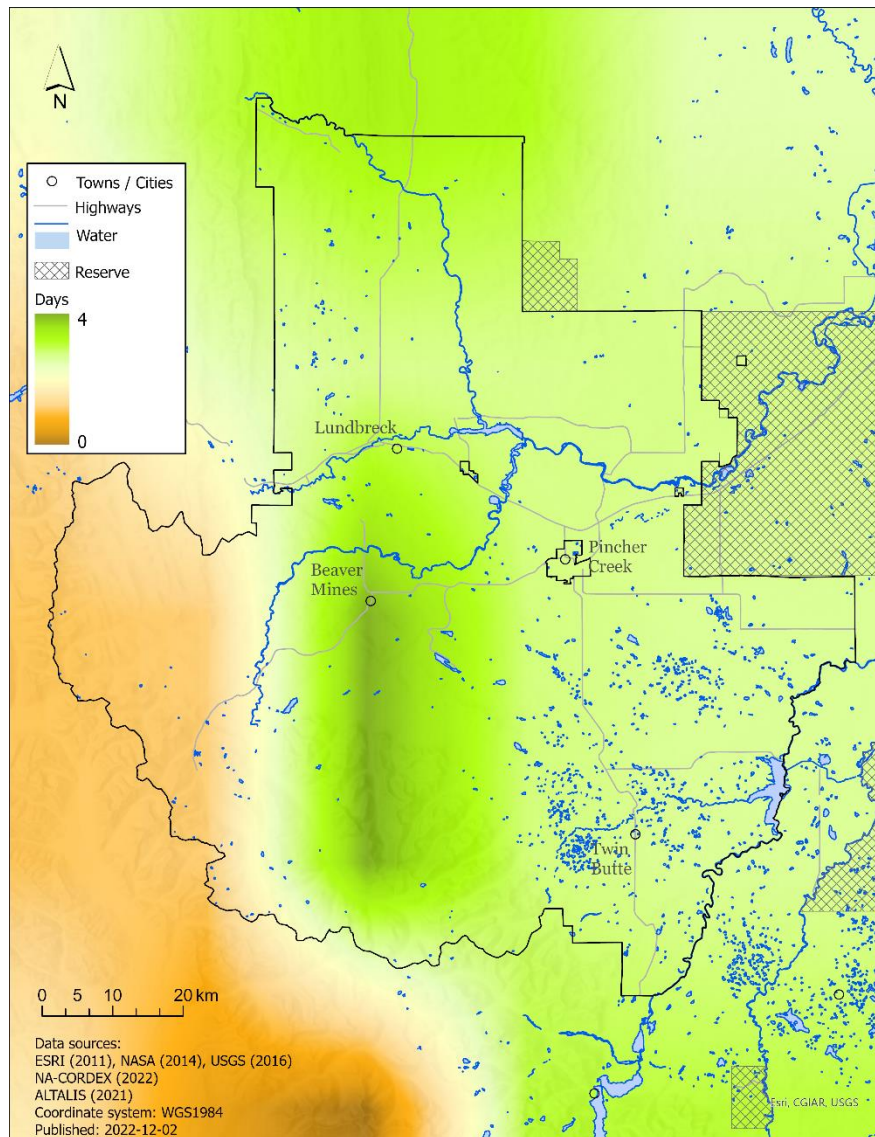 N
Towns / Cities
Highways
Water
Reserve
Days
4
0
Lundbreck
Pincher
Creek
Beaver
Mines
Twin
Butte
0 5 10 20 km
Data sources:
ESRI (2011), NASA (2014), USGS (2016)
NA-CORDEX (2022)
ALTALIS (2021)
Coordinate system: WGS1984
Published: 2022-12-02
Esri, CGIAR, USGS